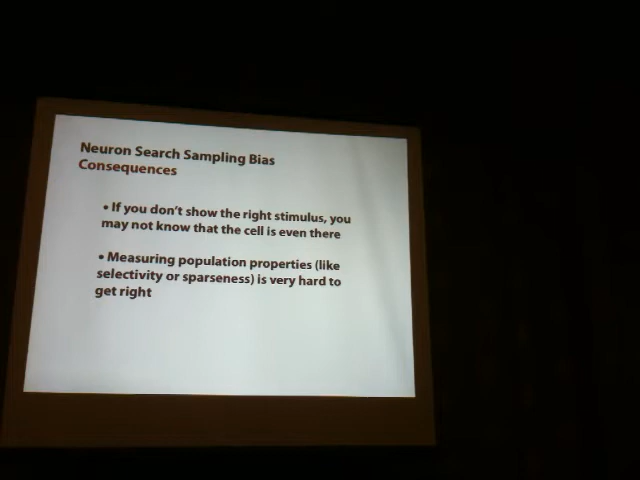 Neuron Search Sampling Bias
Consequences
• If you don't show the right stimulus, you
may not know that the cell is even there
• Measuring population properties (like
selectivity or sparseness) is very hard to
get right